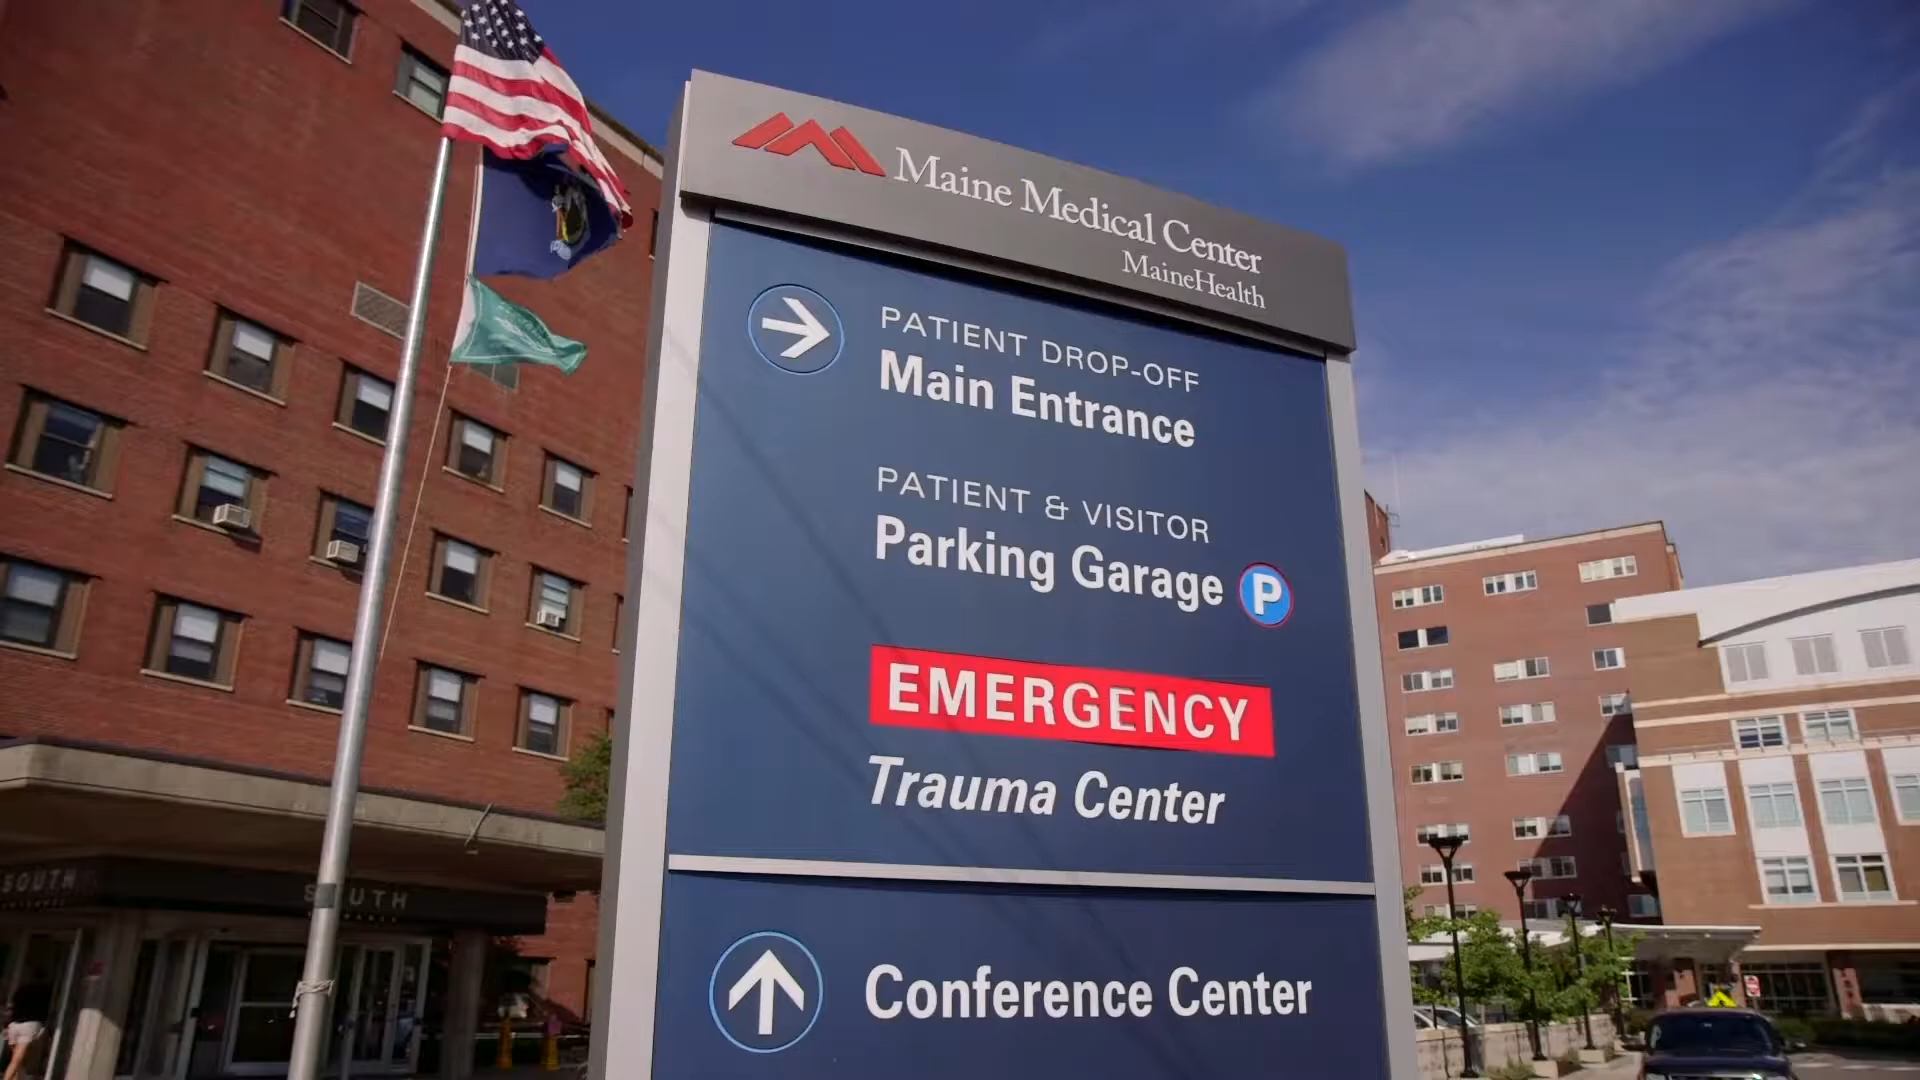 Maine Medical Center
MaineHealth
PATIENT DROP-OFF
Main Entrance
PATIENT & VISITOR
Parking Garage P
EMERGENCY
Trauma Center
Conference Center
SOUTH
SOUTH